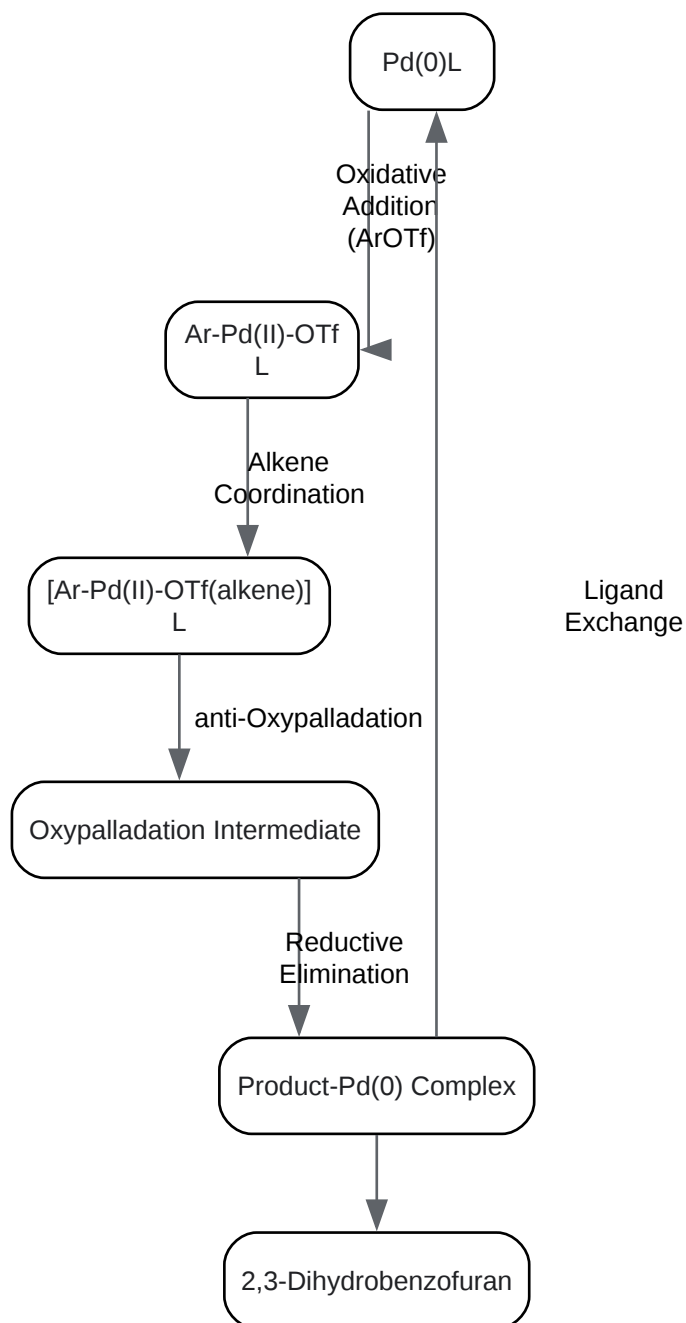 Pd(0)L
Oxidative
Addition
(ArOTf)
Ar-Pd(II)-OTf
L
Alkene
Coordination
[Ar-Pd(II)-OTf(alkene)]
L
Ligand
Exchange
anti-Oxypalladation
Oxypalladation Intermediate
Reductive
Elimination
Product-Pd(0) Complex
2,3-Dihydrobenzofuran